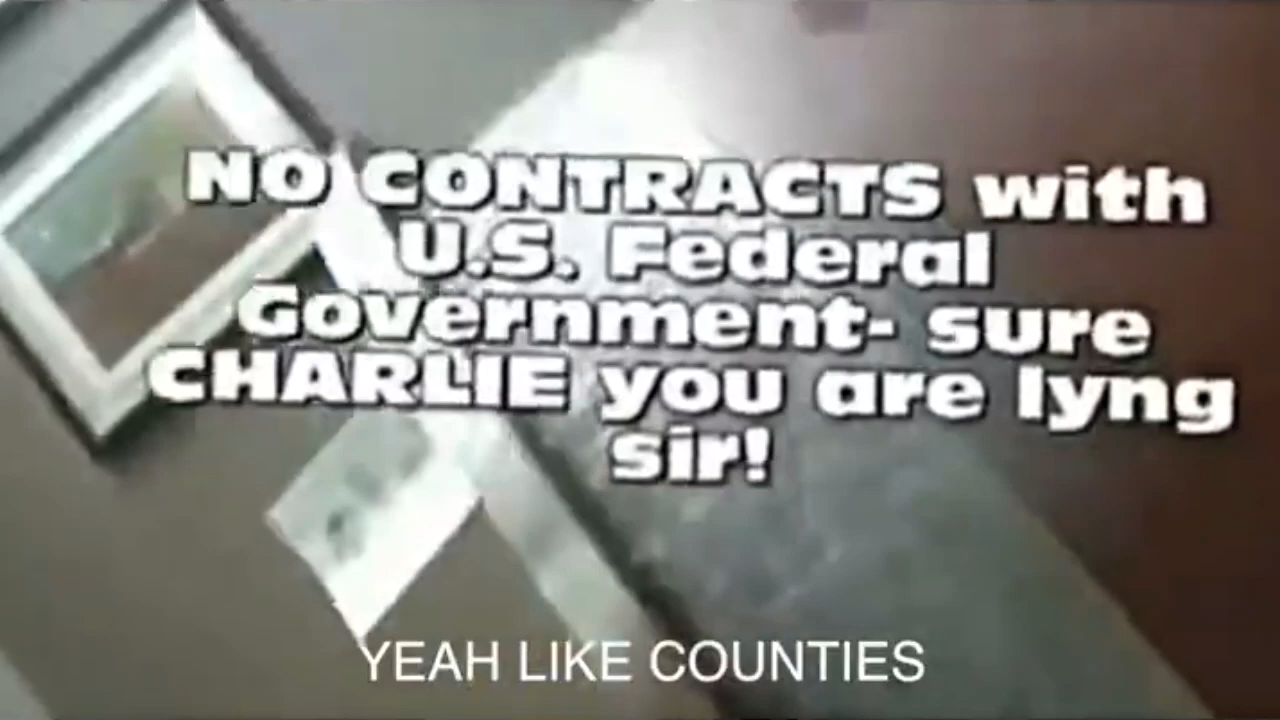 NO CONTRACTS with
U.S. Federal
Government- sure
CHARLIE you are lyng
sir!
YEAH LIKE COUNTIES